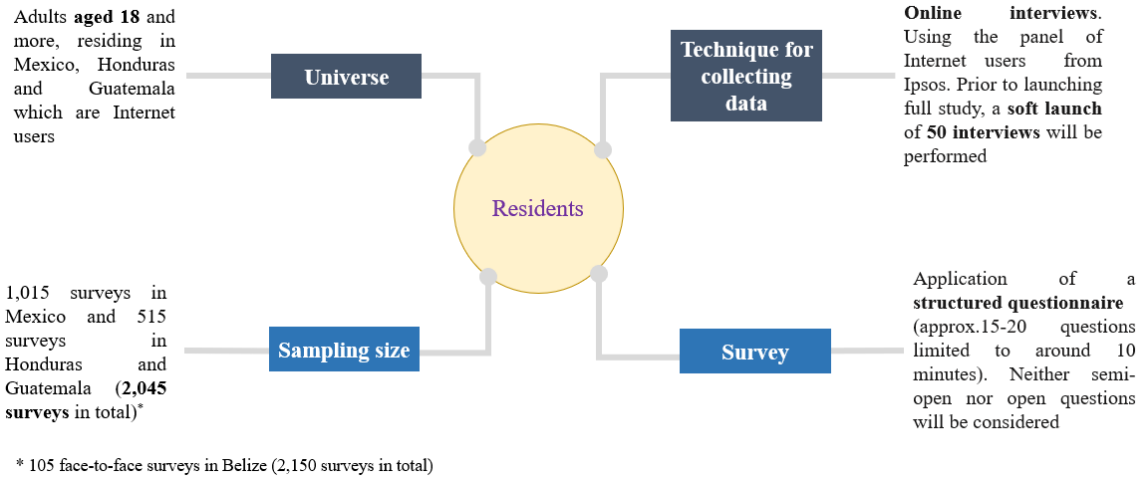 Adults aged 18 and
more, residing in
Mexico, Honduras
and Guatemala
which are Internet
users
Universe
Technique for
collecting
data
Online interviews.
Using the panel of
Internet users from
Ipsos. Prior to launching
full study, a soft launch
of 50 interviews will be
performed
Residents
1,015 surveys in
Mexico and 515
surveys in
Honduras and
Guatemala (2,045
surveys in total)*
Sampling size
Survey
Application of a
structured questionnaire
(approx.15-20 questions
limited to around 10
minutes). Neither semi-
open nor open questions
will be considered
* 105 face-to-face surveys in Belize (2,150 surveys in total)